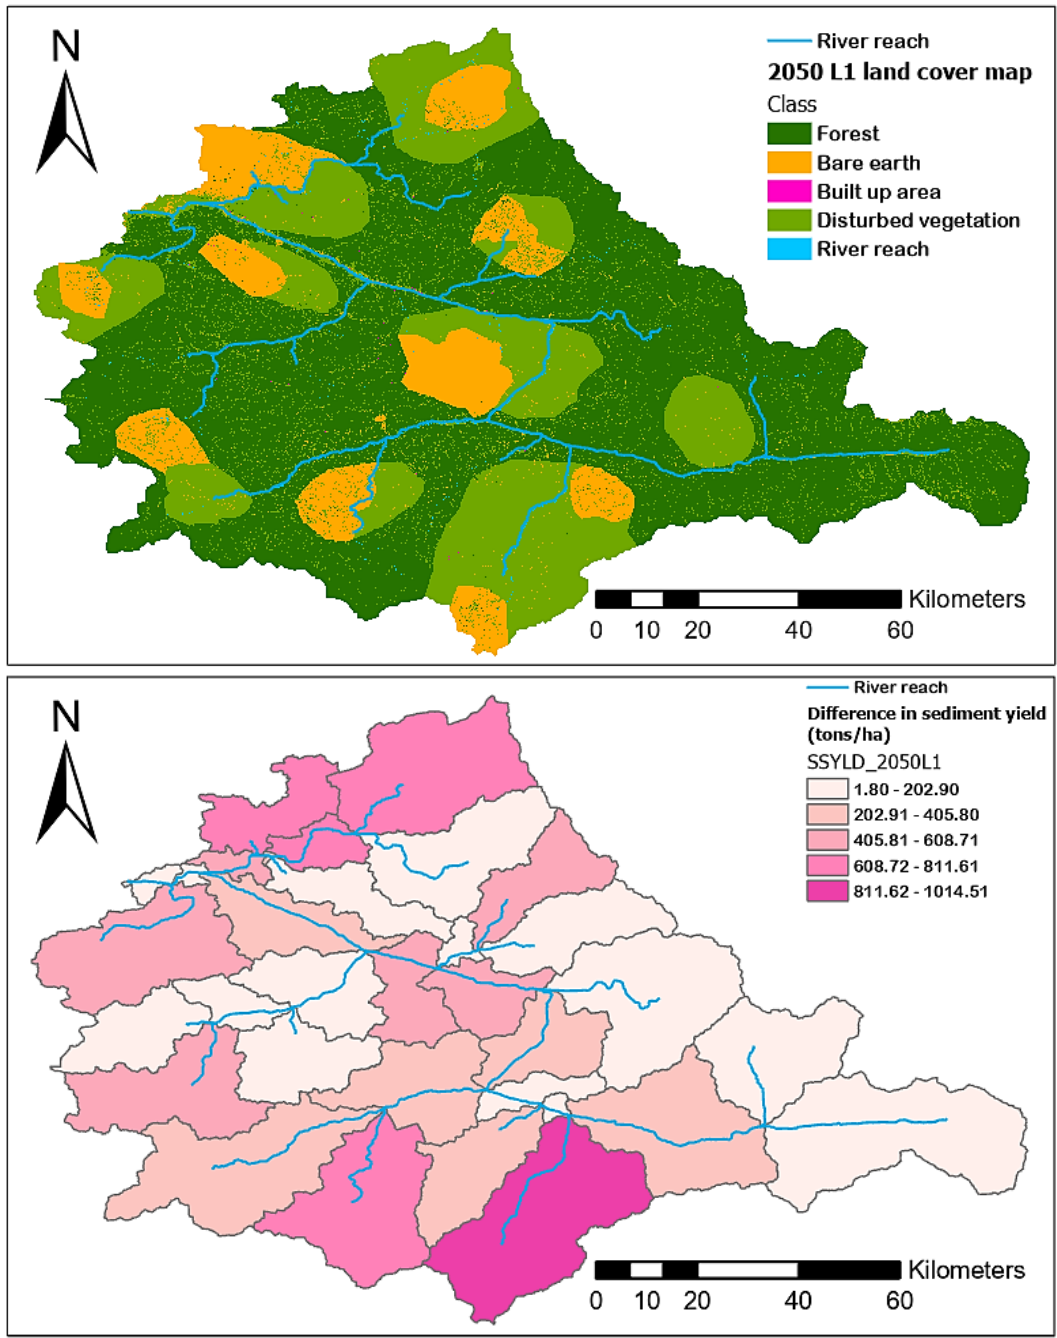 N
River reach
2050 L1 land cover map
Class
Forest
Bare earth
Built up area
Disturbed vegetation
River reach
Kilometers
0 10 20 40 60
N
River reach
Difference in sediment yield
(tons/ha)
SSYLD_2050L1
1.80 - 202.90
202.91 - 405.80
405.81 - 608.71
608.72 - 811.61
811.62 - 1014.51
Kilometers
0 10 20 40 60